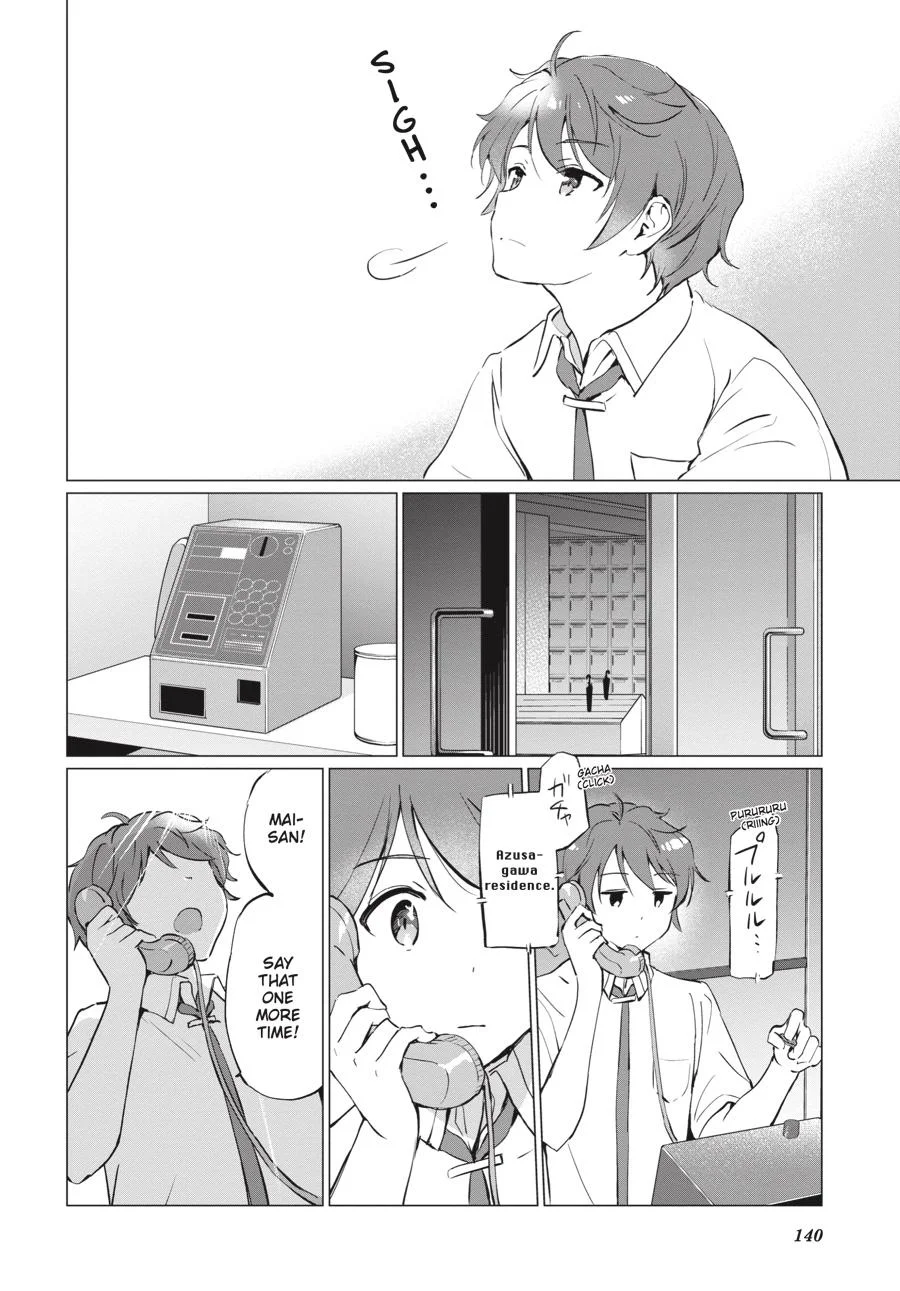 SIGH...
PURURURU
(RIIING)
プルルル…
GACHA
(CLICK)
ガチャ
Azusa-
gawa
residence.
MAI-
SAN!
SAY
THAT
ONE
MORE
TIME!
140